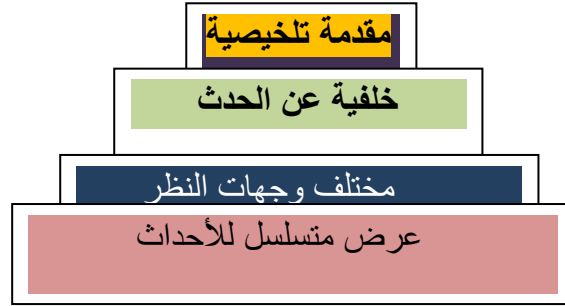 مقدمة تلخيصية
خلفية عن الحدث
مختلف وجهات النظر
عرض متسلسل للأحداث